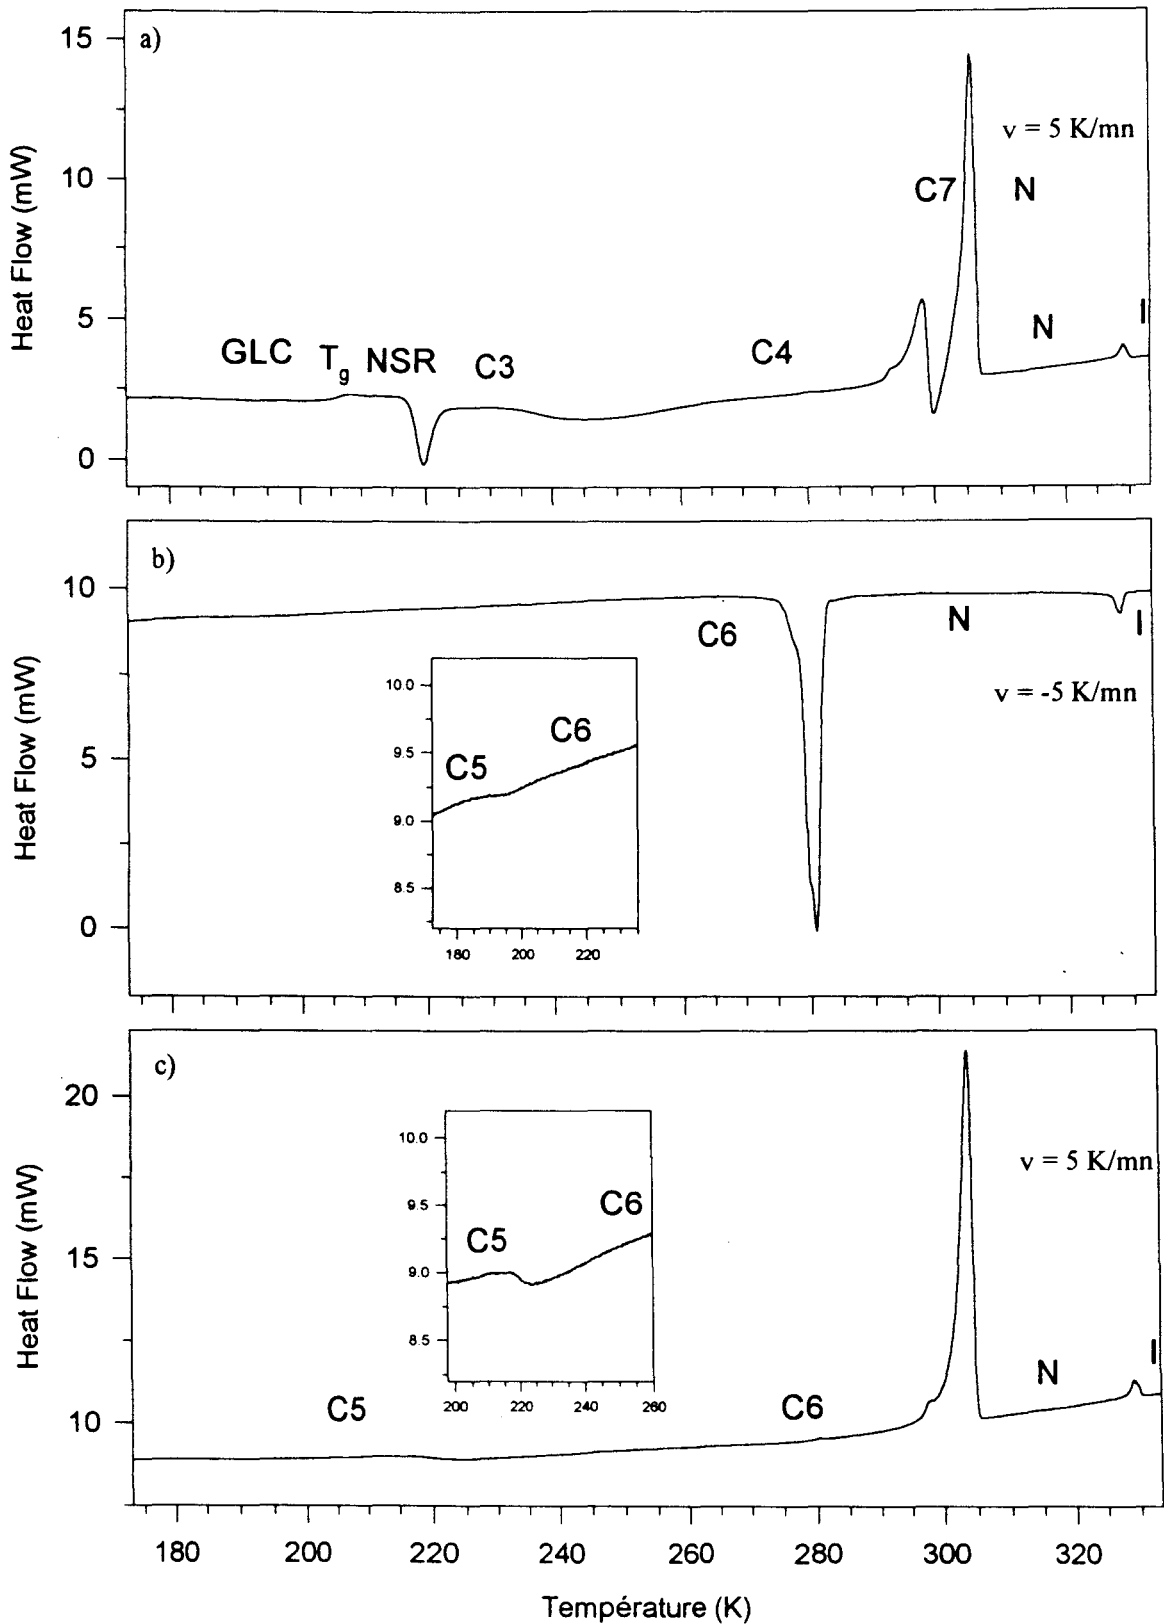 a)
15
10
5
0
Heat Flow (mW)
v = 5 K/mn
C7
N
N
I
GLC
Tg
NSR
C3
C4
b)
10
5
0
Heat Flow (mW)
C6
N
I
v = -5 K/mn
10.0
9.5
9.0
8.5
C5
C6
180 200 220
c)
20
15
10
Heat Flow (mW)
v = 5 K/mn
10.0
9.5
9.0
8.5
C5
C6
200 220 240 260
C5
C6
N
I
180 200 220 240 260 280 300 320
Température (K)